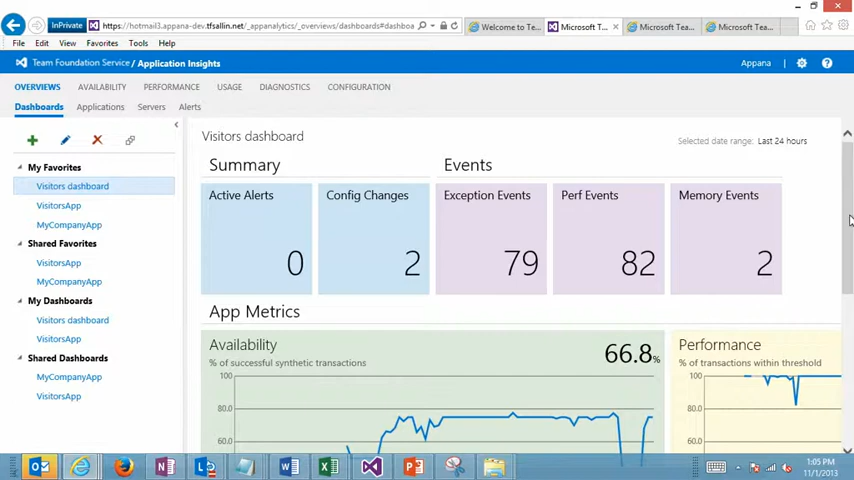 InPrivate
https://hotmail3.appana-dev.tfsallin.net/_appanalytics/_overviews/dashboards#dashboa
Welcome to Te...
Microsoft Tea...
Microsoft Tea...
Microsoft Tea...
File Edit View Favorites Tools Help
Team Foundation Service / Application Insights
Appana
OVERVIEWS AVAILABILITY PERFORMANCE USAGE DIAGNOSTICS CONFIGURATION
Dashboards Applications Servers Alerts
My Favorites
Visitors dashboard
VisitorsApp
MyCompanyApp
Shared Favorites
VisitorsApp
MyCompanyApp
My Dashboards
Visitors dashboard
VisitorsApp
Shared Dashboards
MyCompanyApp
VisitorsApp
Visitors dashboard
Selected date range: Last 24 hours
Summary
Events
Active Alerts
0
Config Changes
2
Exception Events
79
Perf Events
82
Memory Events
2
App Metrics
Availability
% of successful synthetic transactions
66.8%
100
80.0
60.0
Performance
% of transactions within threshold
100
80.0
60.0
1:05 PM
11/1/2013